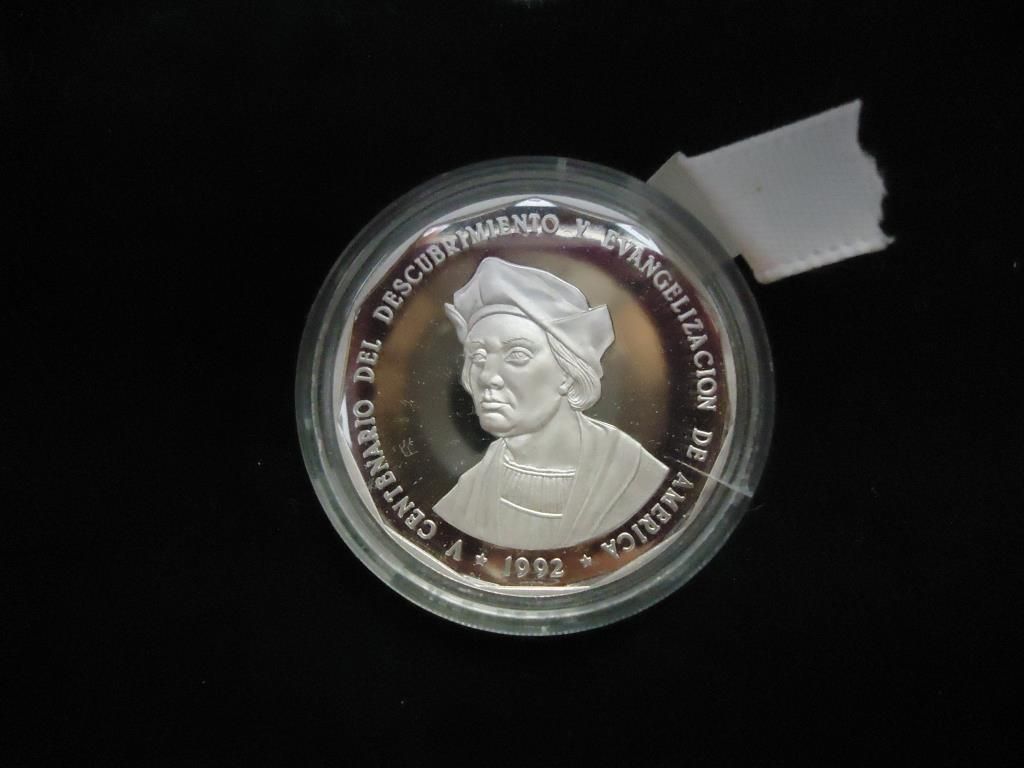 V CENTENARIO DEL DESCUBRIMIENTO Y EVANGELIZACION DE AMERICA
★ 1992 ★